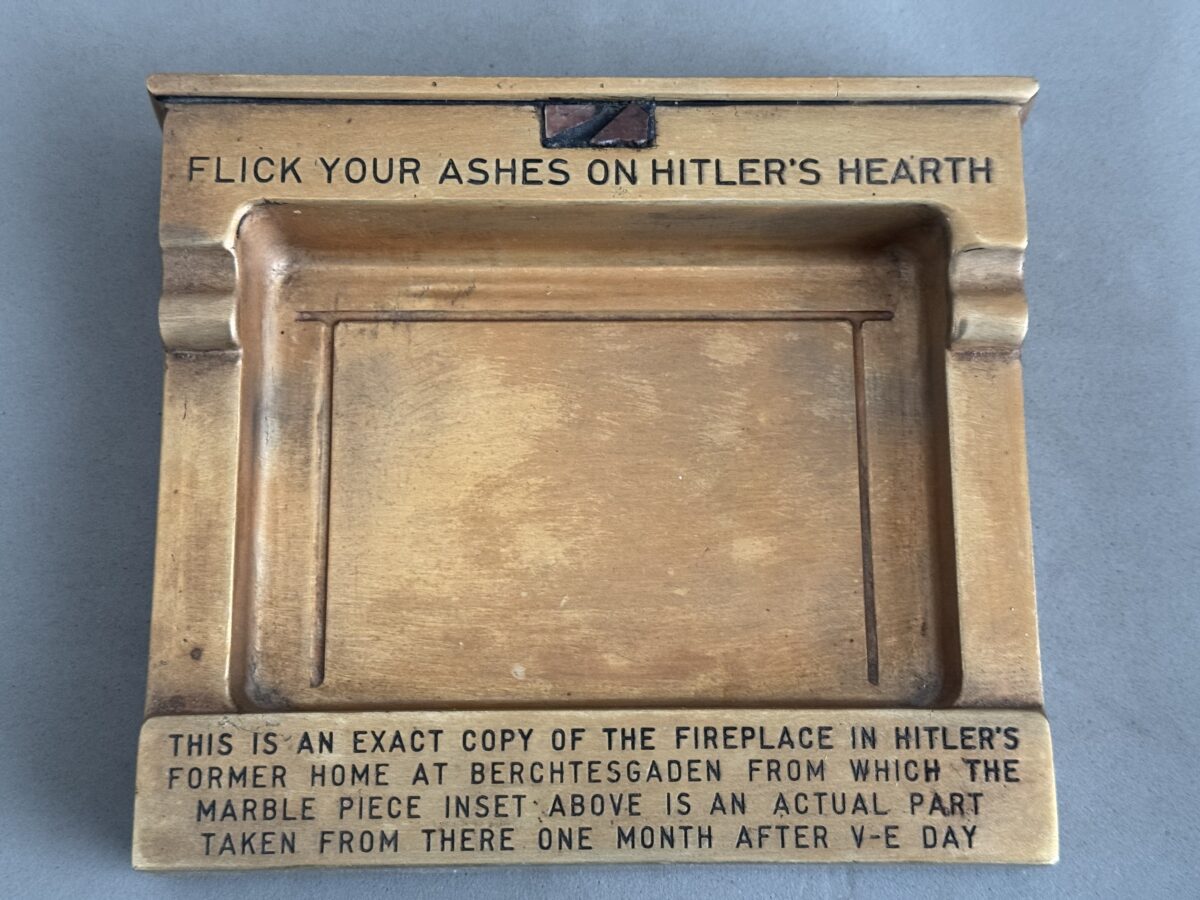 FLICK YOUR ASHES ON HITLER'S HEARTH
THIS IS AN EXACT COPY OF THE FIREPLACE IN HITLER'S
FORMER HOME AT BERCHTESGADEN FROM WHICH THE
MARBLE PIECE INSET ABOVE IS AN ACTUAL PART
TAKEN FROM THERE ONE MONTH AFTER V-E DAY